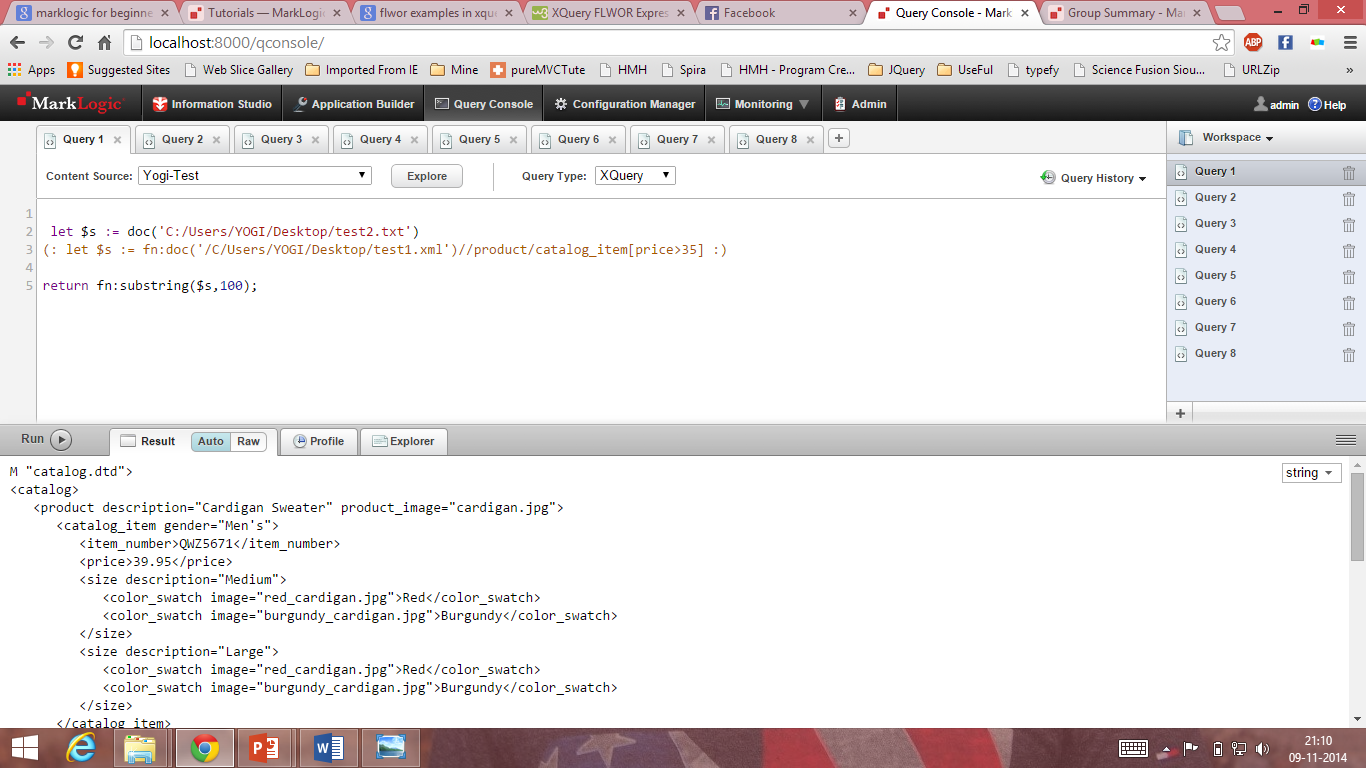 marklogic for beginne
Tutorials — MarkLogic
flwor examples in xque
XQuery FLWOR Expres
Facebook
Query Console - Mark
Group Summary - Mar
localhost:8000/qconsole/
ABP
Apps
Suggested Sites
Web Slice Gallery
Imported From IE
Mine
pureMVCTute
HMH
Spira
HMH - Program Cre...
JQuery
UseFul
typefy
Science Fusion Siou...
URLZip
»
MarkLogic
Information Studio
Application Builder
Query Console
Configuration Manager
Monitoring
Admin
admin
Help
Query 1
Query 2
Query 3
Query 4
Query 5
Query 6
Query 7
Query 8
+
Workspace
Content Source:
Yogi-Test
Explore
Query Type:
XQuery
Query History
Query 1
Query 2
Query 3
Query 4
Query 5
Query 6
Query 7
Query 8
+
1
2 let $s := doc('C:/Users/YOGI/Desktop/test2.txt')
3 (: let $s := fn:doc('/C/Users/YOGI/Desktop/test1.xml')//product/catalog_item[price>35] :)
4
5 return fn:substring($s,100);
Run
Result
Auto
Raw
Profile
Explorer
string
M "catalog.dtd">
<catalog>
   <product description="Cardigan Sweater" product_image="cardigan.jpg">
      <catalog_item gender="Men's">
         <item_number>QWZ5671</item_number>
         <price>39.95</price>
         <size description="Medium">
            <color_swatch image="red_cardigan.jpg">Red</color_swatch>
            <color_swatch image="burgundy_cardigan.jpg">Burgundy</color_swatch>
         </size>
         <size description="Large">
            <color_swatch image="red_cardigan.jpg">Red</color_swatch>
            <color_swatch image="burgundy_cardigan.jpg">Burgundy</color_swatch>
         </size>
      </catalog_item>
21:10
09-11-2014